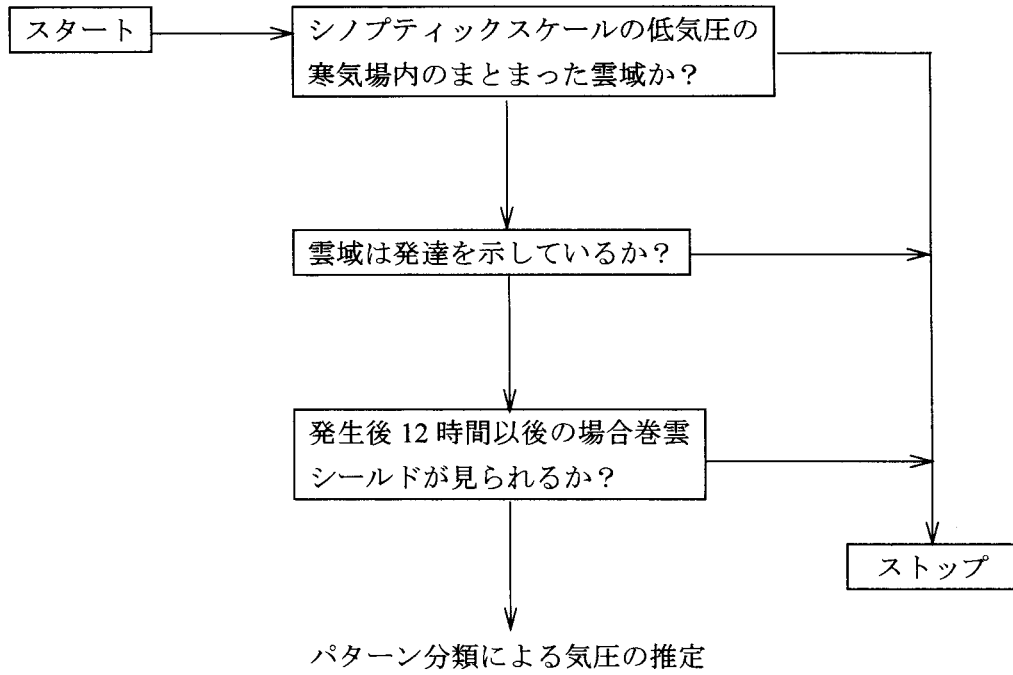 スタート
シノプティックスケールの低気圧の
寒気場内のまとまった雲域か？
雲域は発達を示しているか？
発生後 12 時間以後の場合巻雲
シールドが見られるか？
ストップ
パターン分類による気圧の推定